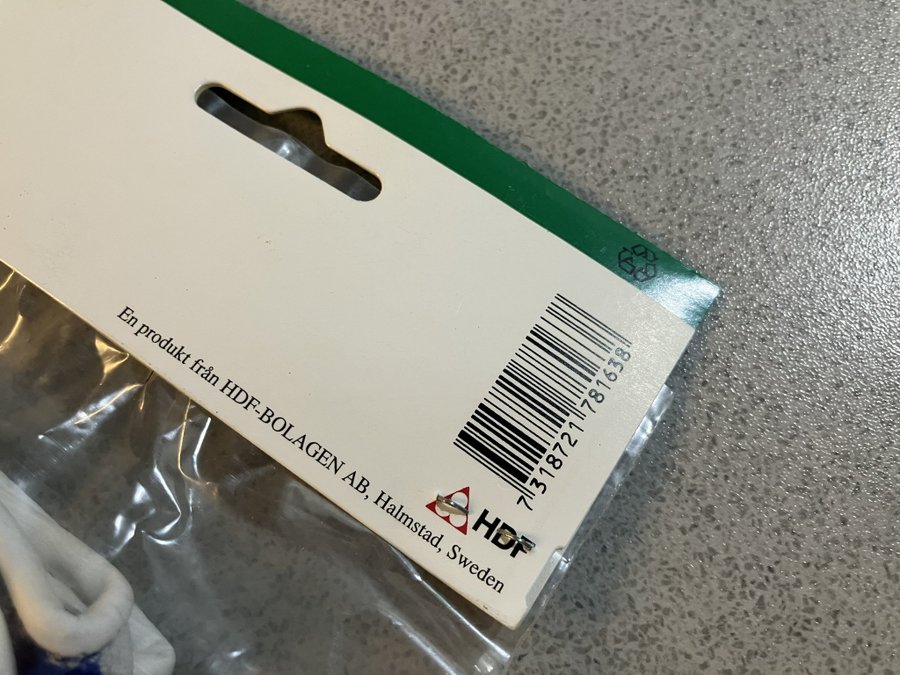 7 318721 781638
HDF
En produkt från HDF-BOLAGEN AB, Halmstad, Sweden